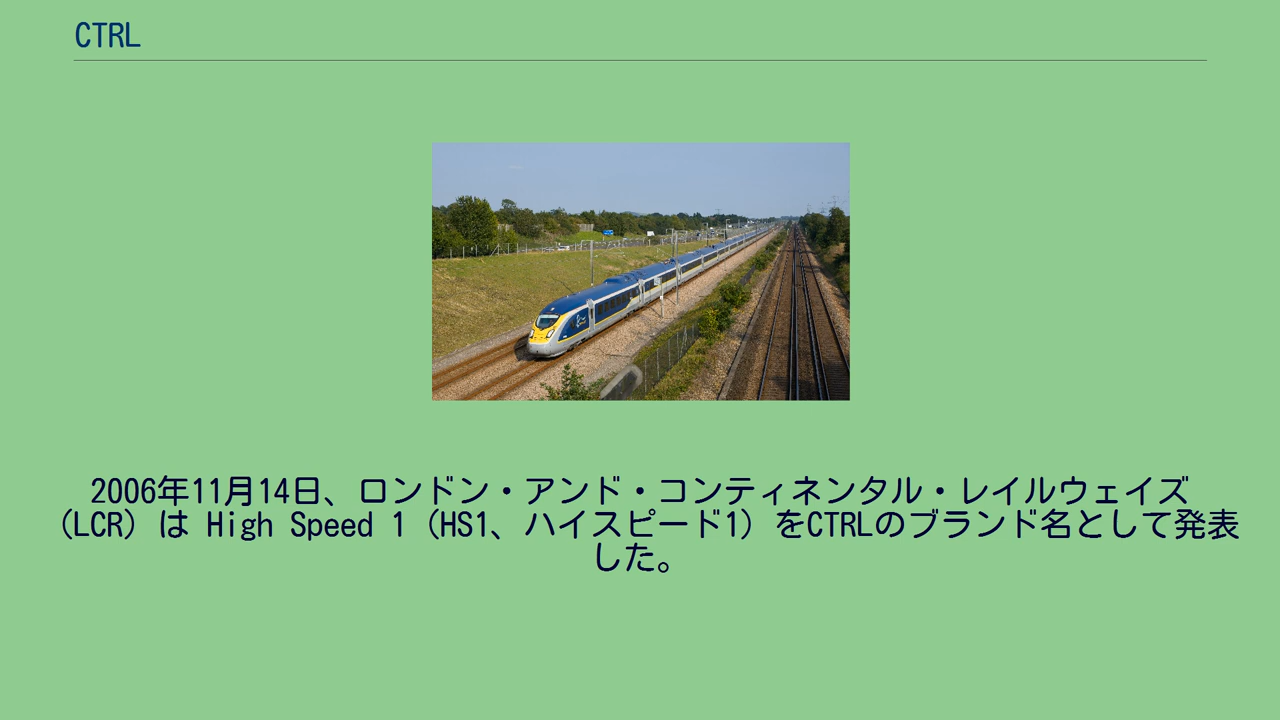 CTRL
2006年11月14日、ロンドン・アンド・コンティネンタル・レイルウェイズ
(LCR) は High Speed 1 (HS1、ハイスピード1) をCTRLのブランド名として発表
した。